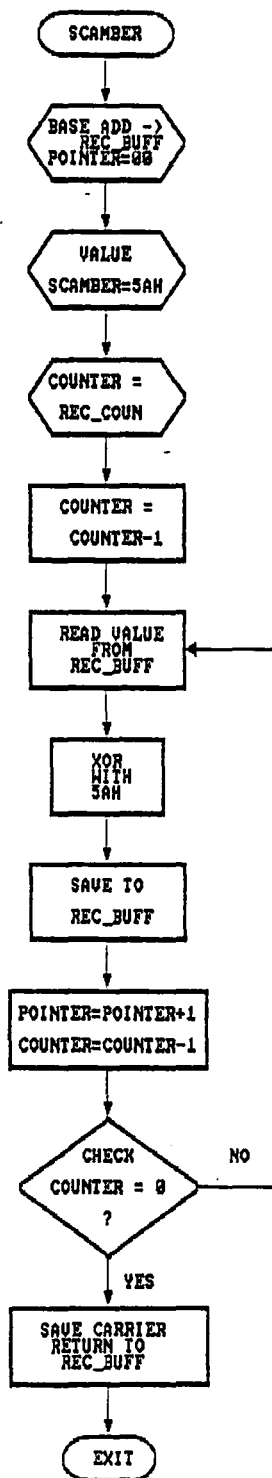 SCAMBER
BASE ADD ->
REC_BUFF
POINTER=00
VALUE
SCAMBER=5AH
COUNTER =
REC_COUN
COUNTER =
COUNTER-1
READ VALUE
FROM
REC_BUFF
XOR
WITH
5AH
SAVE TO
REC_BUFF
POINTER=POINTER+1
COUNTER=COUNTER-1
CHECK
COUNTER = 0
?
NO
YES
SAVE CARRIER
RETURN TO
REC_BUFF
EXIT